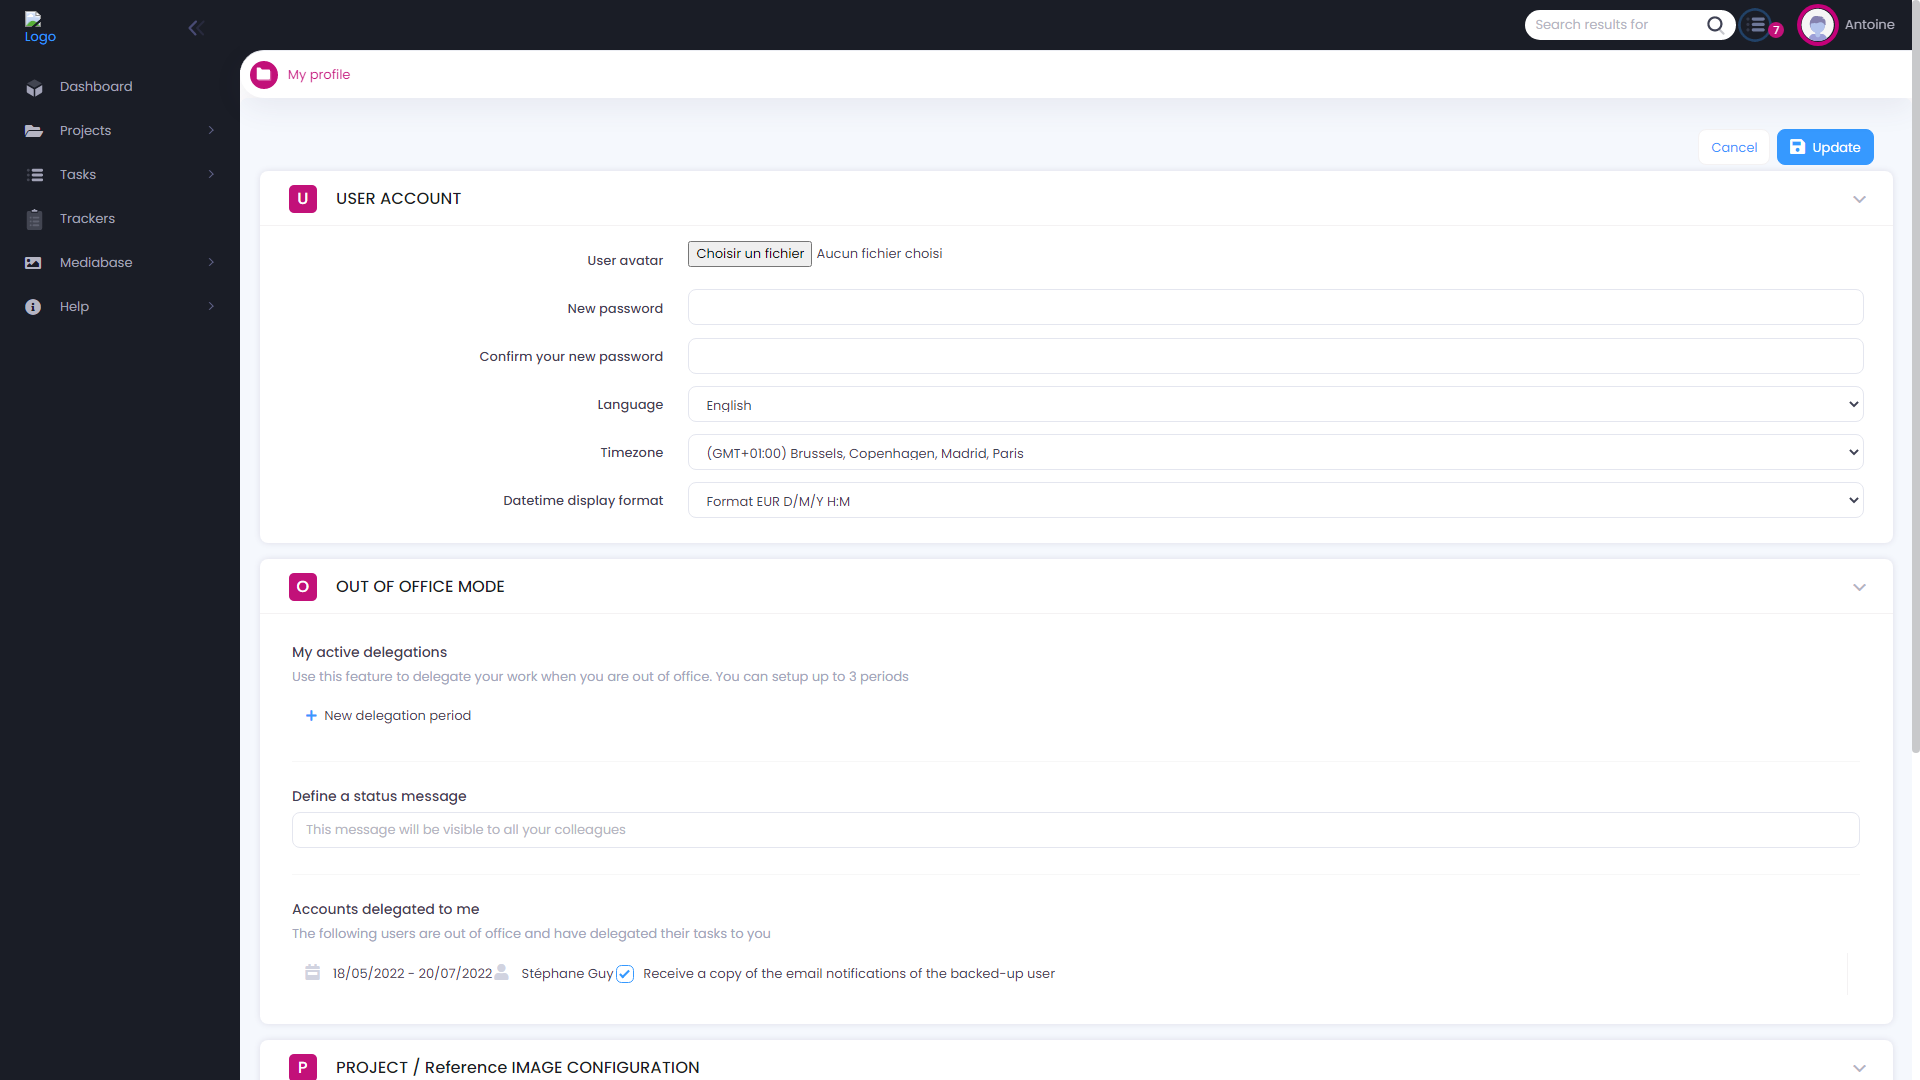 Logo
Search results for
7
Antoine
Dashboard
Projects
Tasks
Trackers
Mediabase
Help
My profile
Cancel
Update
U
USER ACCOUNT
User avatar
Choisir un fichier Aucun fichier choisi
New password
Confirm your new password
Language
English
Timezone
(GMT+01:00) Brussels, Copenhagen, Madrid, Paris
Datetime display format
Format EUR D/M/Y H:M
O
OUT OF OFFICE MODE
My active delegations
Use this feature to delegate your work when you are out of office. You can setup up to 3 periods
New delegation period
Define a status message
This message will be visible to all your colleagues
Accounts delegated to me
The following users are out of office and have delegated their tasks to you
18/05/2022 - 20/07/2022 Stéphane Guy Receive a copy of the email notifications of the backed-up user
P
PROJECT / Reference IMAGE CONFIGURATION